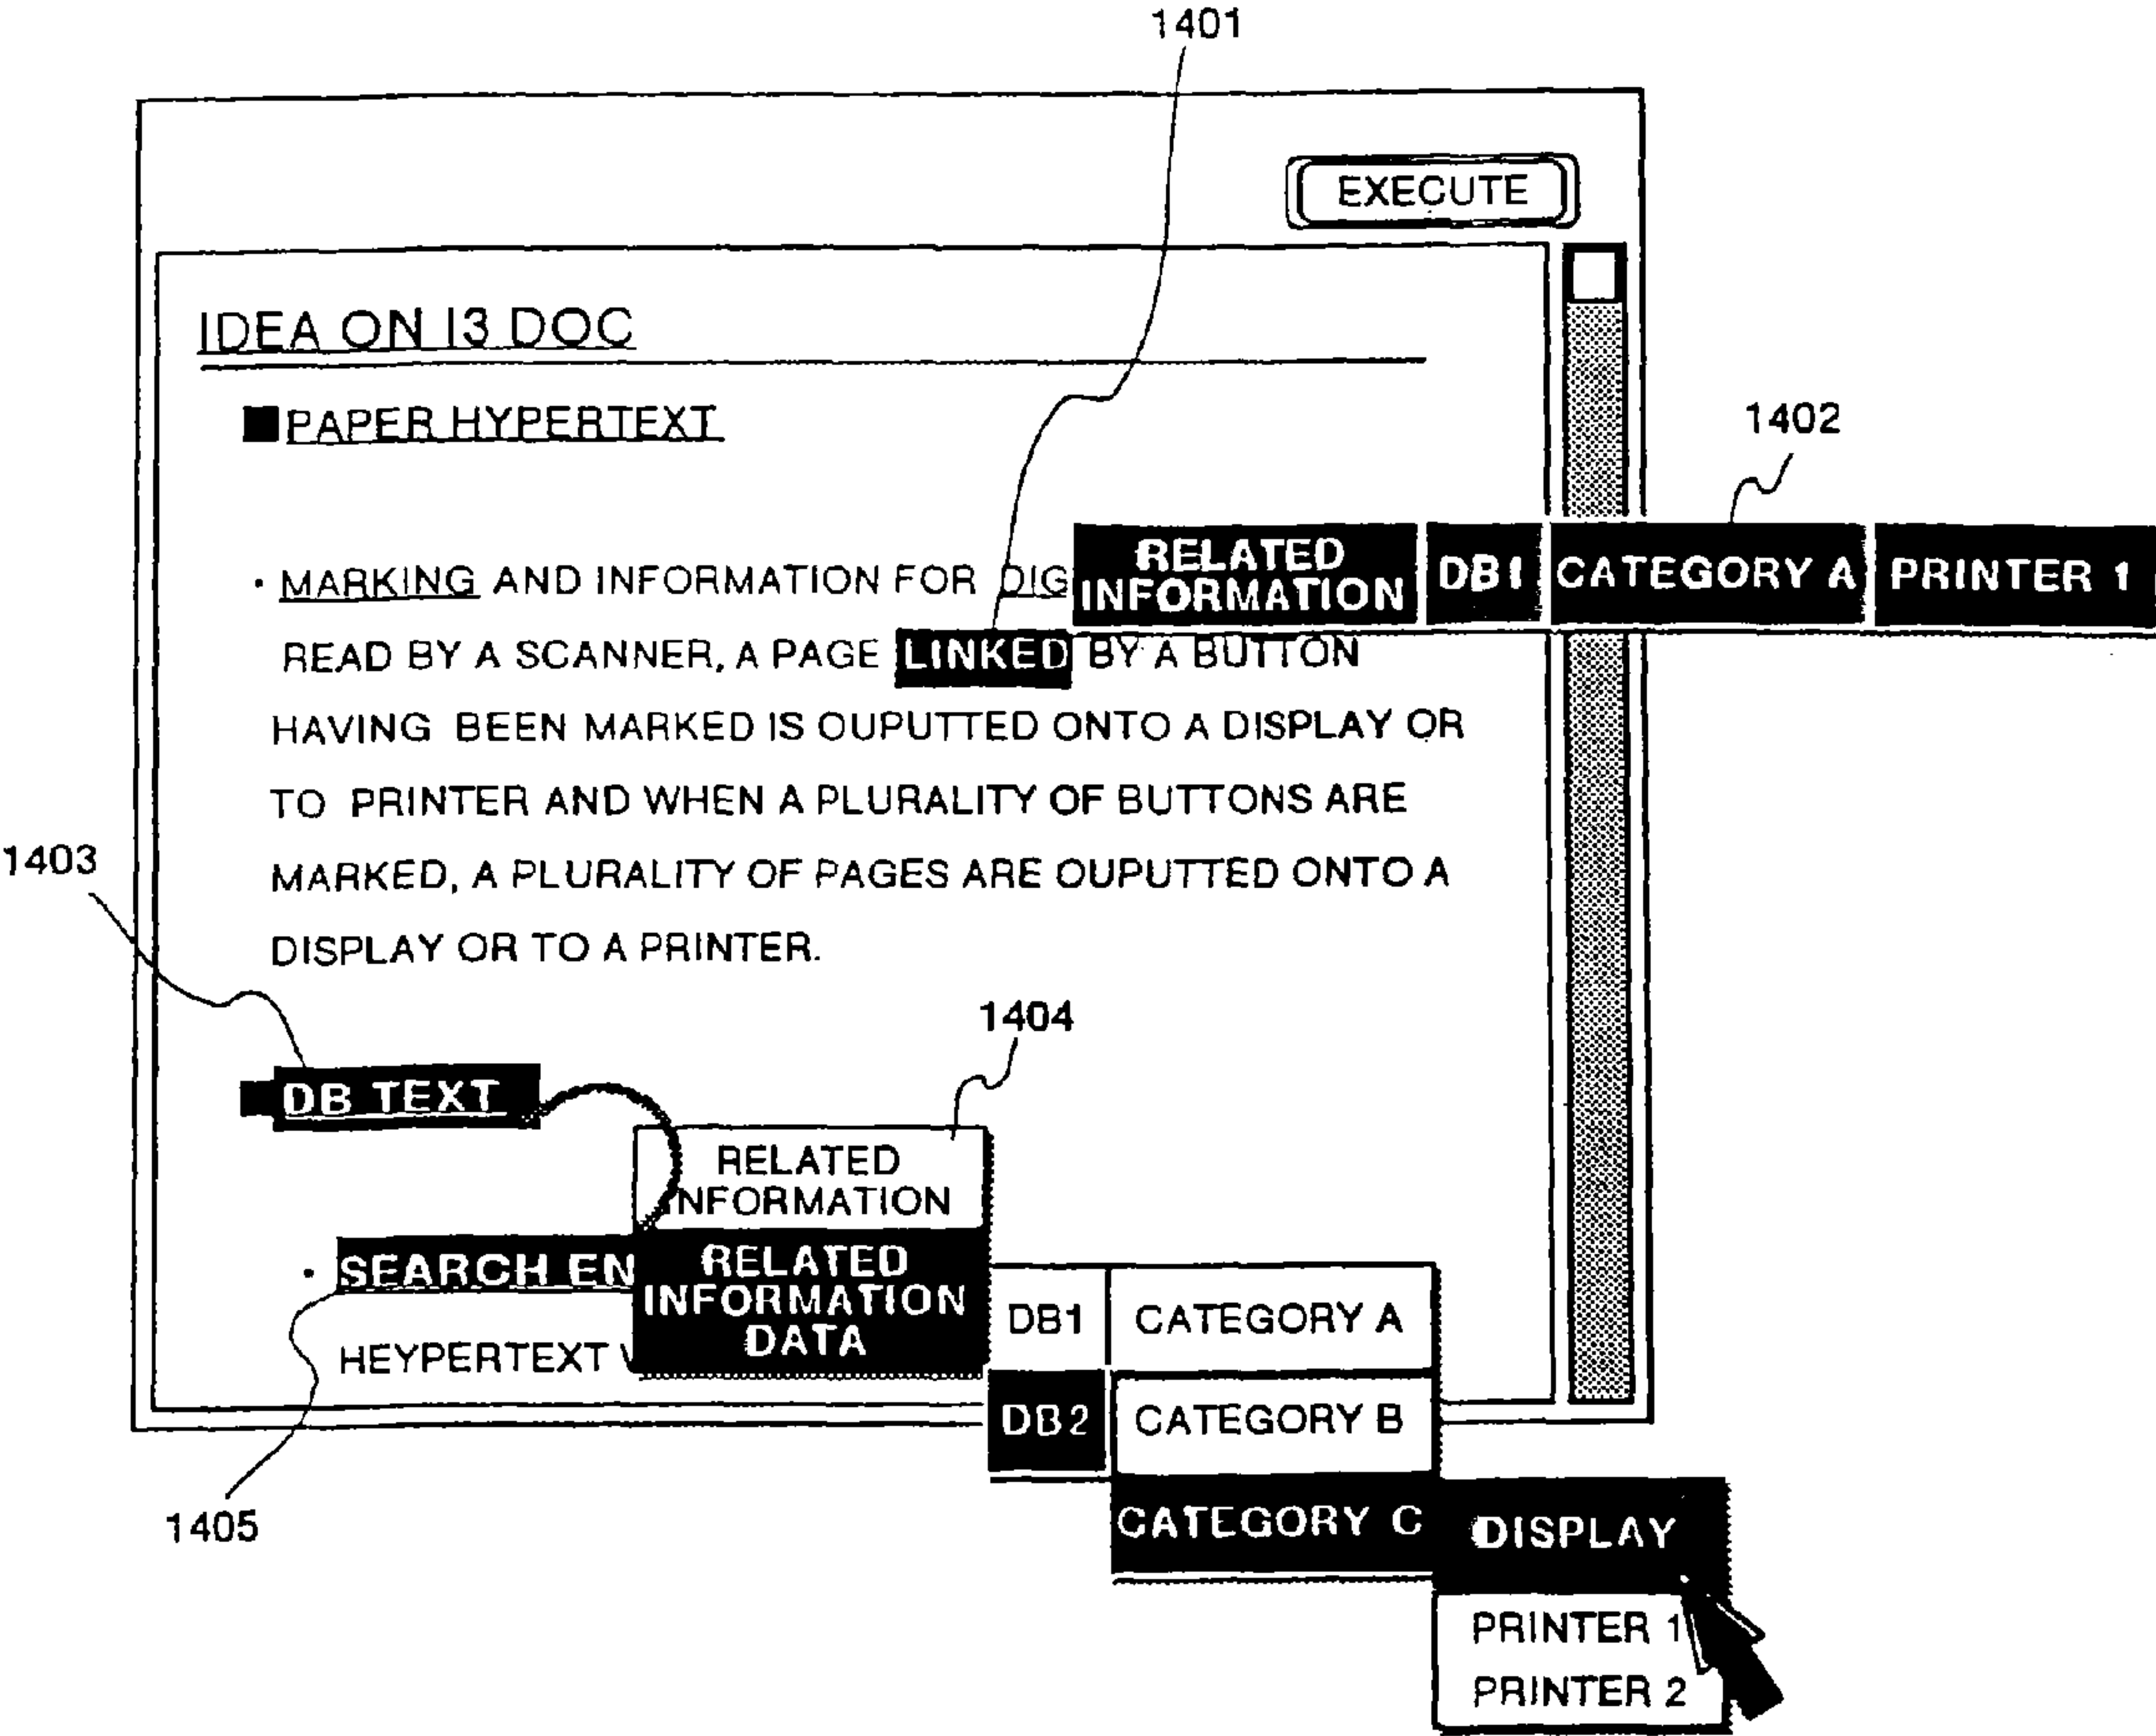 1401
EXECUTE
IDEA ON I3 DOC
PAPER HYPERTEXT
1402
RELATED
INFORMATION
DB1
CATEGORY A
PRINTER 1
· MARKING AND INFORMATION FOR DIG
READ BY A SCANNER, A PAGE LINKED BY A BUTTON
HAVING BEEN MARKED IS OUPUTTED ONTO A DISPLAY OR
TO PRINTER AND WHEN A PLURALITY OF BUTTONS ARE
1403
MARKED, A PLURALITY OF PAGES ARE OUPUTTED ONTO A
DISPLAY OR TO A PRINTER.
1404
DB TEXT
RELATED
INFORMATION
· SEARCH EN
RELATED
INFORMATION
DATA
HEYPERTEXT
DB1
CATEGORY A
DB2
CATEGORY B
1405
CATEGORY C
DISPLAY
PRINTER 1
PRINTER 2